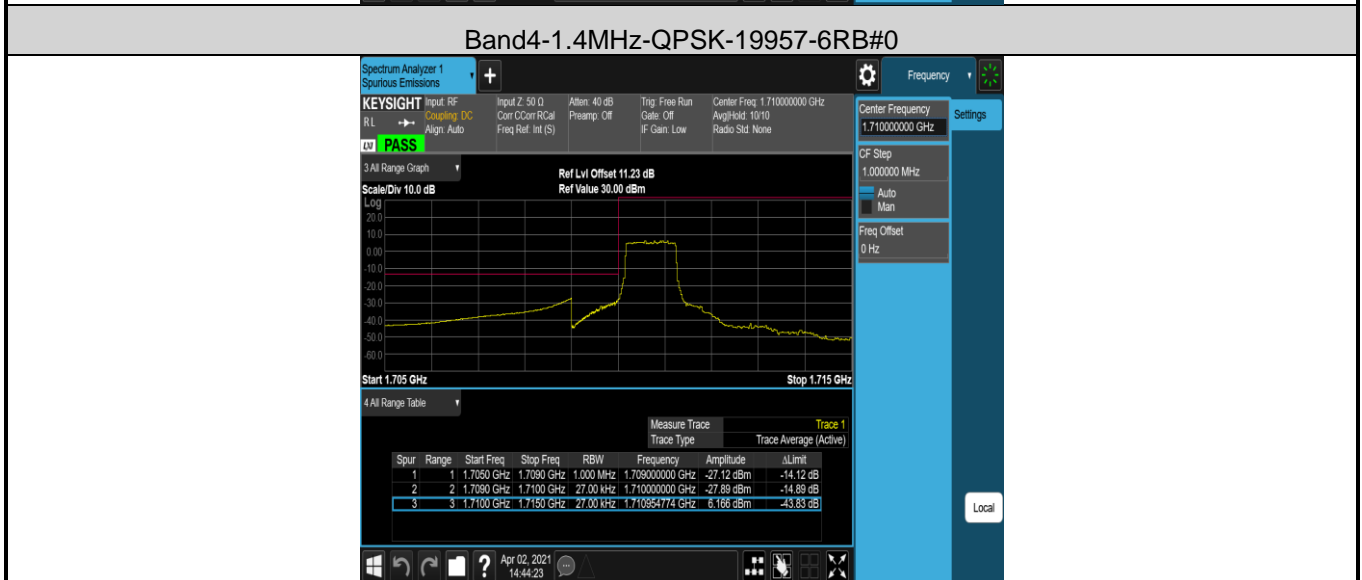 Band4-1.4MHz-QPSK-19957-6RB#0
Spectrum Analyzer 1
Spurious Emissions
+
Frequency
KEYSIGHT Input: RF Input Z: 50 Ω Atten: 40 dB Trig: Free Run Center Freq: 1.710000000 GHz
RL Coupling: DC Corr CCorr RCal Preamp: Off Gate: Off Avg|Hold: 10/10
Align: Auto Freq Ref: Int (S) IF Gain: Low Radio Std: None
LXI PASS
Center Frequency
1.710000000 GHz
Settings
CF Step
1.000000 MHz
Auto
Man
Freq Offset
0 Hz
3 All Range Graph
Ref Lvl Offset 11.23 dB
Scale/Div 10.0 dB Ref Value 30.00 dBm
Log
20.0
10.0
0.00
-10.0
-20.0
-30.0
-40.0
-50.0
-60.0
Start 1.705 GHz Stop 1.715 GHz
4 All Range Table
Measure Trace Trace 1
Trace Type Trace Average (Active)
Spur Range Start Freq Stop Freq RBW Frequency Amplitude ΔLimit
1 1 1.7050 GHz 1.7090 GHz 1.000 MHz 1.709000000 GHz -27.12 dBm -14.12 dB
2 2 1.7090 GHz 1.7100 GHz 27.00 kHz 1.710000000 GHz -27.89 dBm -14.89 dB
3 3 1.7100 GHz 1.7150 GHz 27.00 kHz 1.710954774 GHz 6.166 dBm -43.83 dB
Local
? Apr 02, 2021
14:44:23